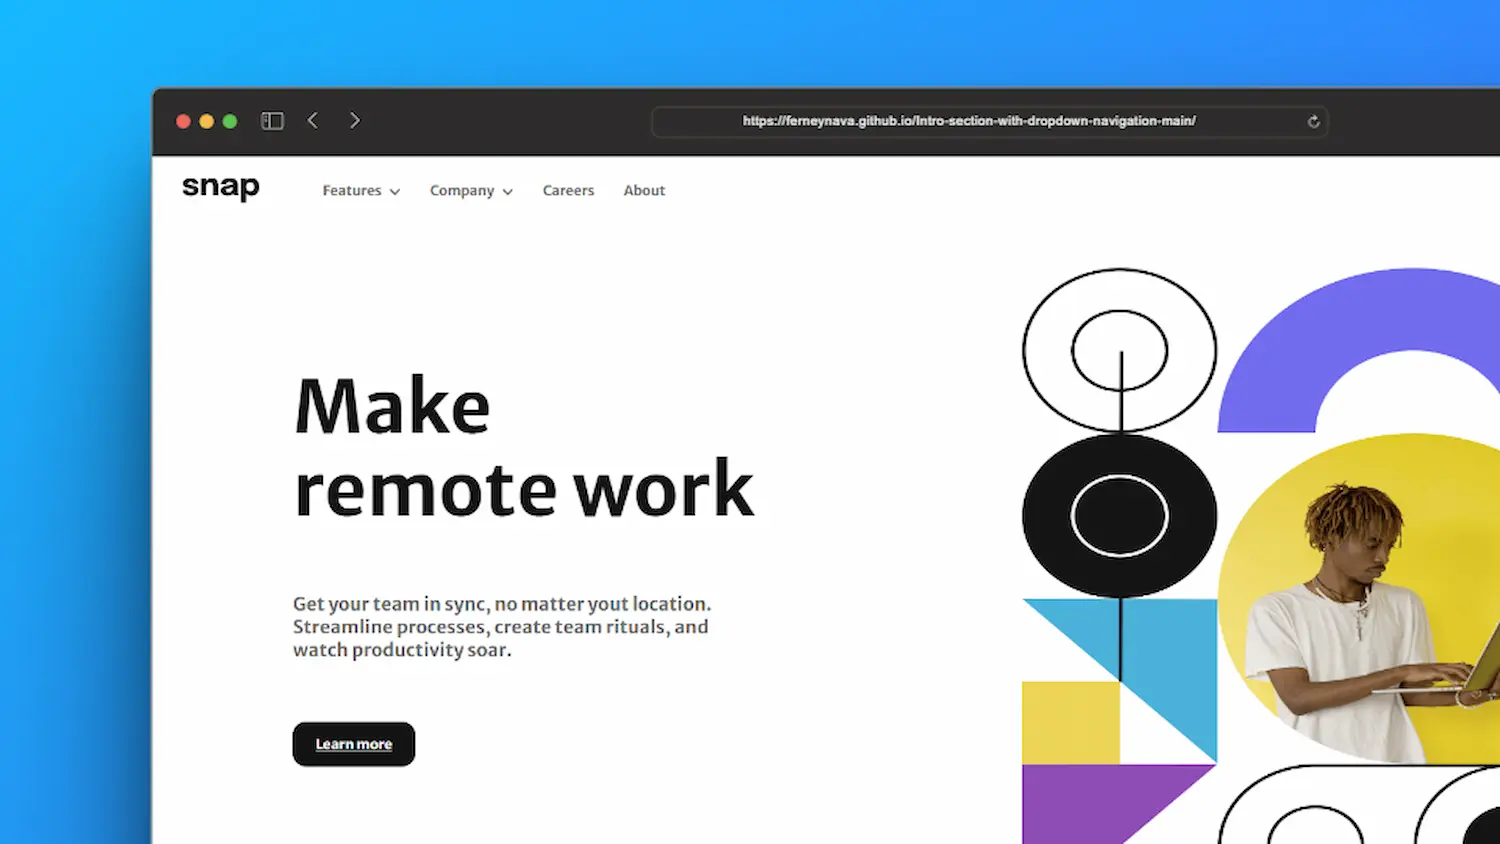 https://ferneynava.github.io/Intro-section-with-dropdown-navigation-main/
snap
Features
Company
Careers
About
Make
remote work
Get your team in sync, no matter yout location.
Streamline processes, create team rituals, and
watch productivity soar.
Learn more